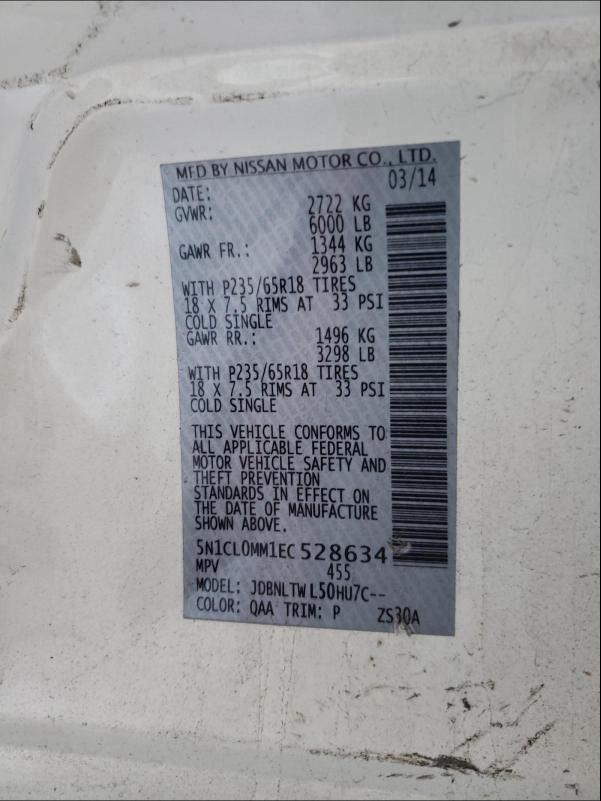 MFD BY NISSAN MOTOR CO., LTD.
DATE: 03/14
GVWR: 2722 KG
6000 LB
GAWR FR.: 1344 KG
2963 LB
WITH P235/65R18 TIRES
18 X 7.5 RIMS AT 33 PSI
COLD SINGLE
GAWR RR.: 1496 KG
3298 LB
WITH P235/65R18 TIRES
18 X 7.5 RIMS AT 33 PSI
COLD SINGLE
THIS VEHICLE CONFORMS TO
ALL APPLICABLE FEDERAL
MOTOR VEHICLE SAFETY AND
THEFT PREVENTION
STANDARDS IN EFFECT ON
THE DATE OF MANUFACTURE
SHOWN ABOVE.
5N1CL0MM1EC528634
MPV 455
MODEL: JDBNLTW L50HU7C--
COLOR: QAA TRIM: P ZS30A